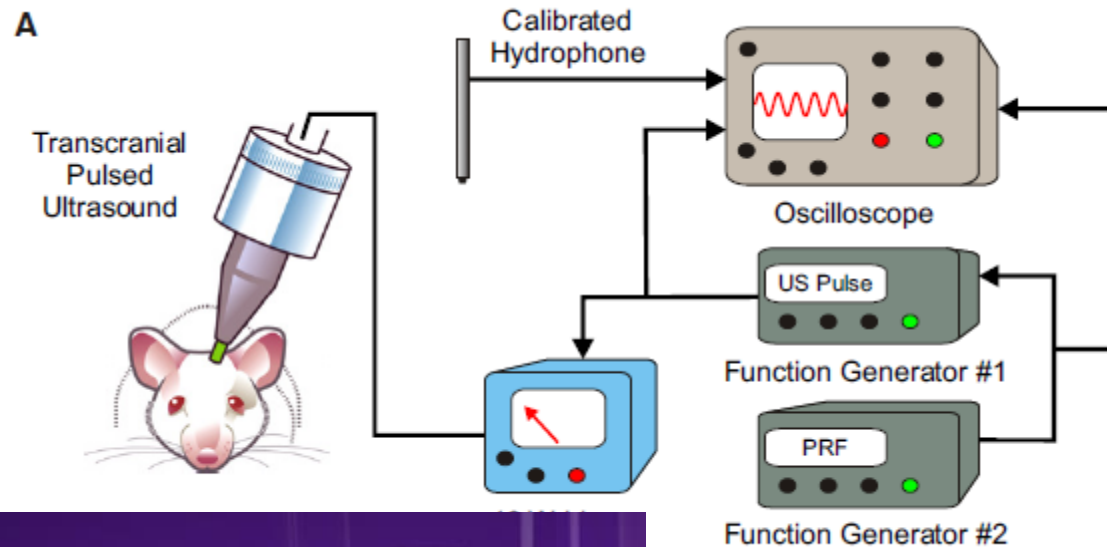 A
Calibrated
Hydrophone
Transcranial
Pulsed
Ultrasound
Oscilloscope
US Pulse
Function Generator #1
PRF
Function Generator #2